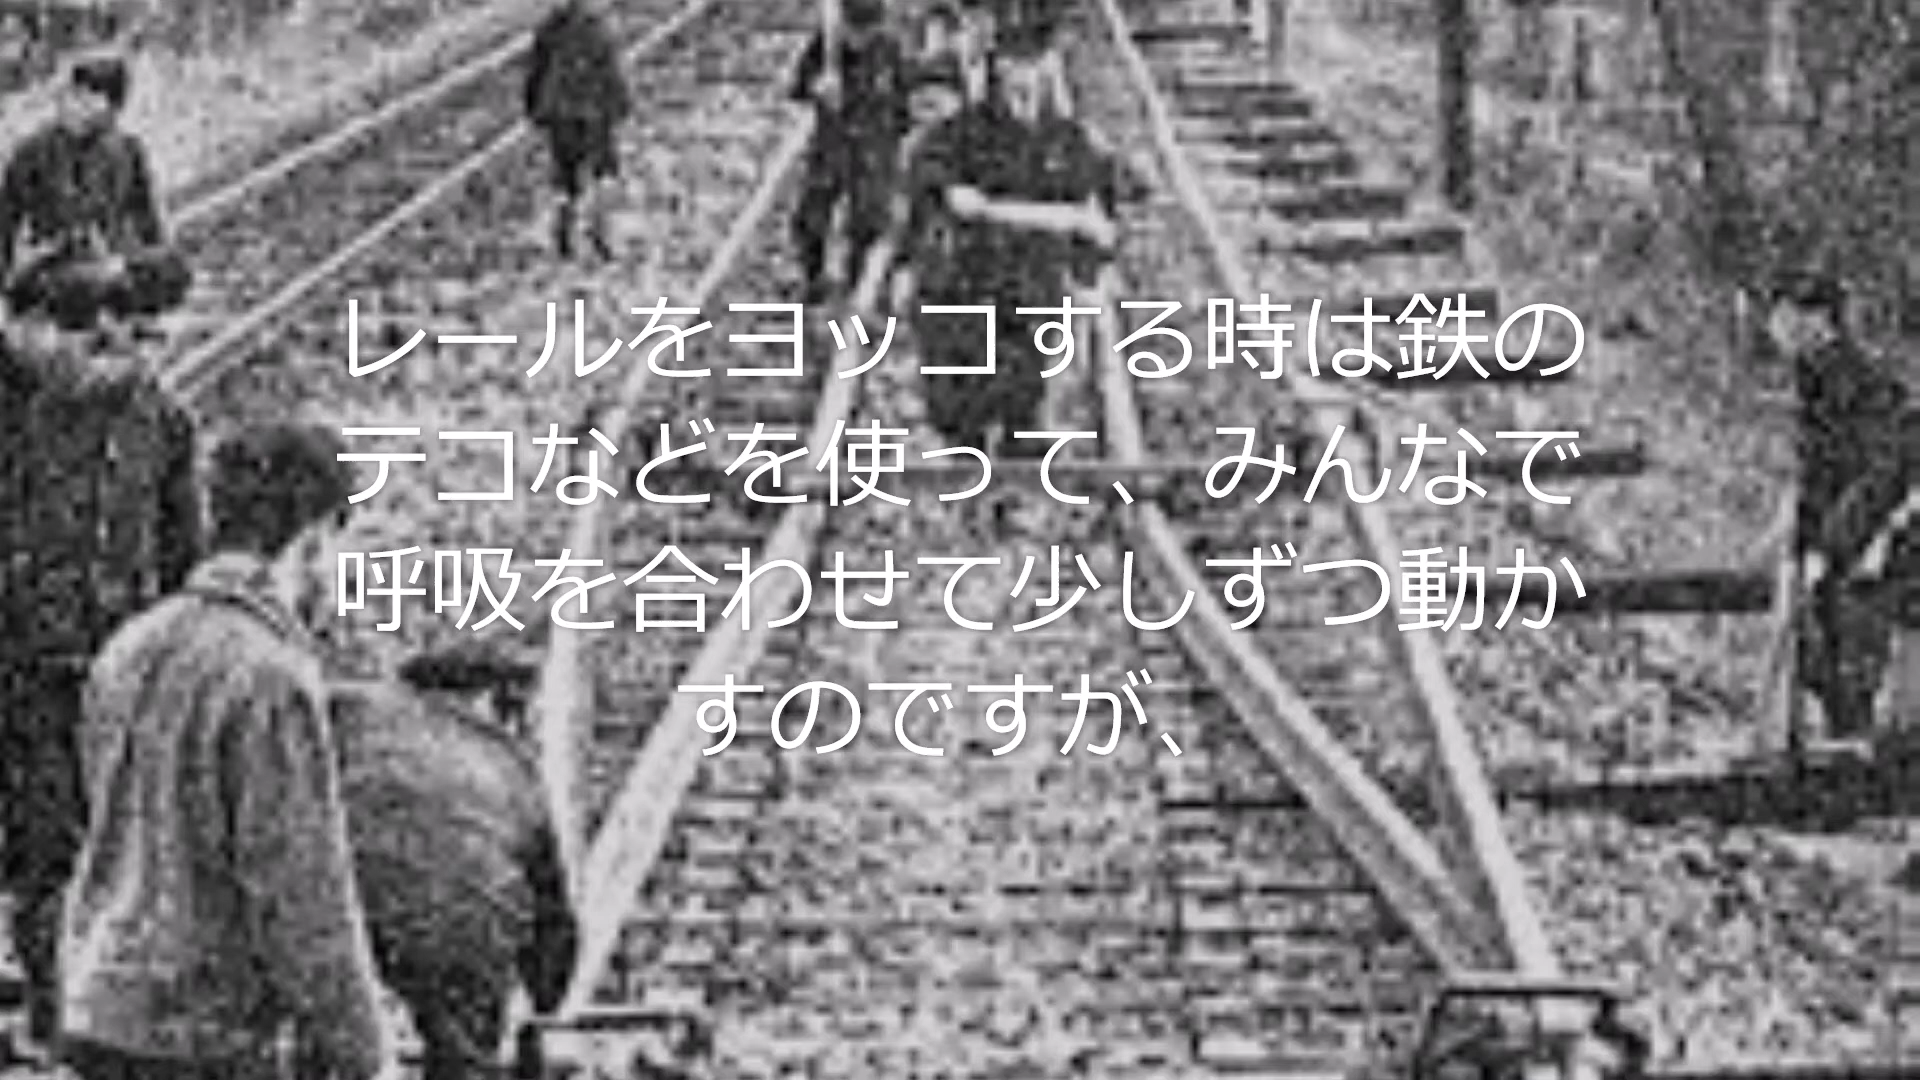 レールをヨッコする時は鉄の
テコなどを使って、みんなで
呼吸を合わせて少しずつ動か
すのですが、